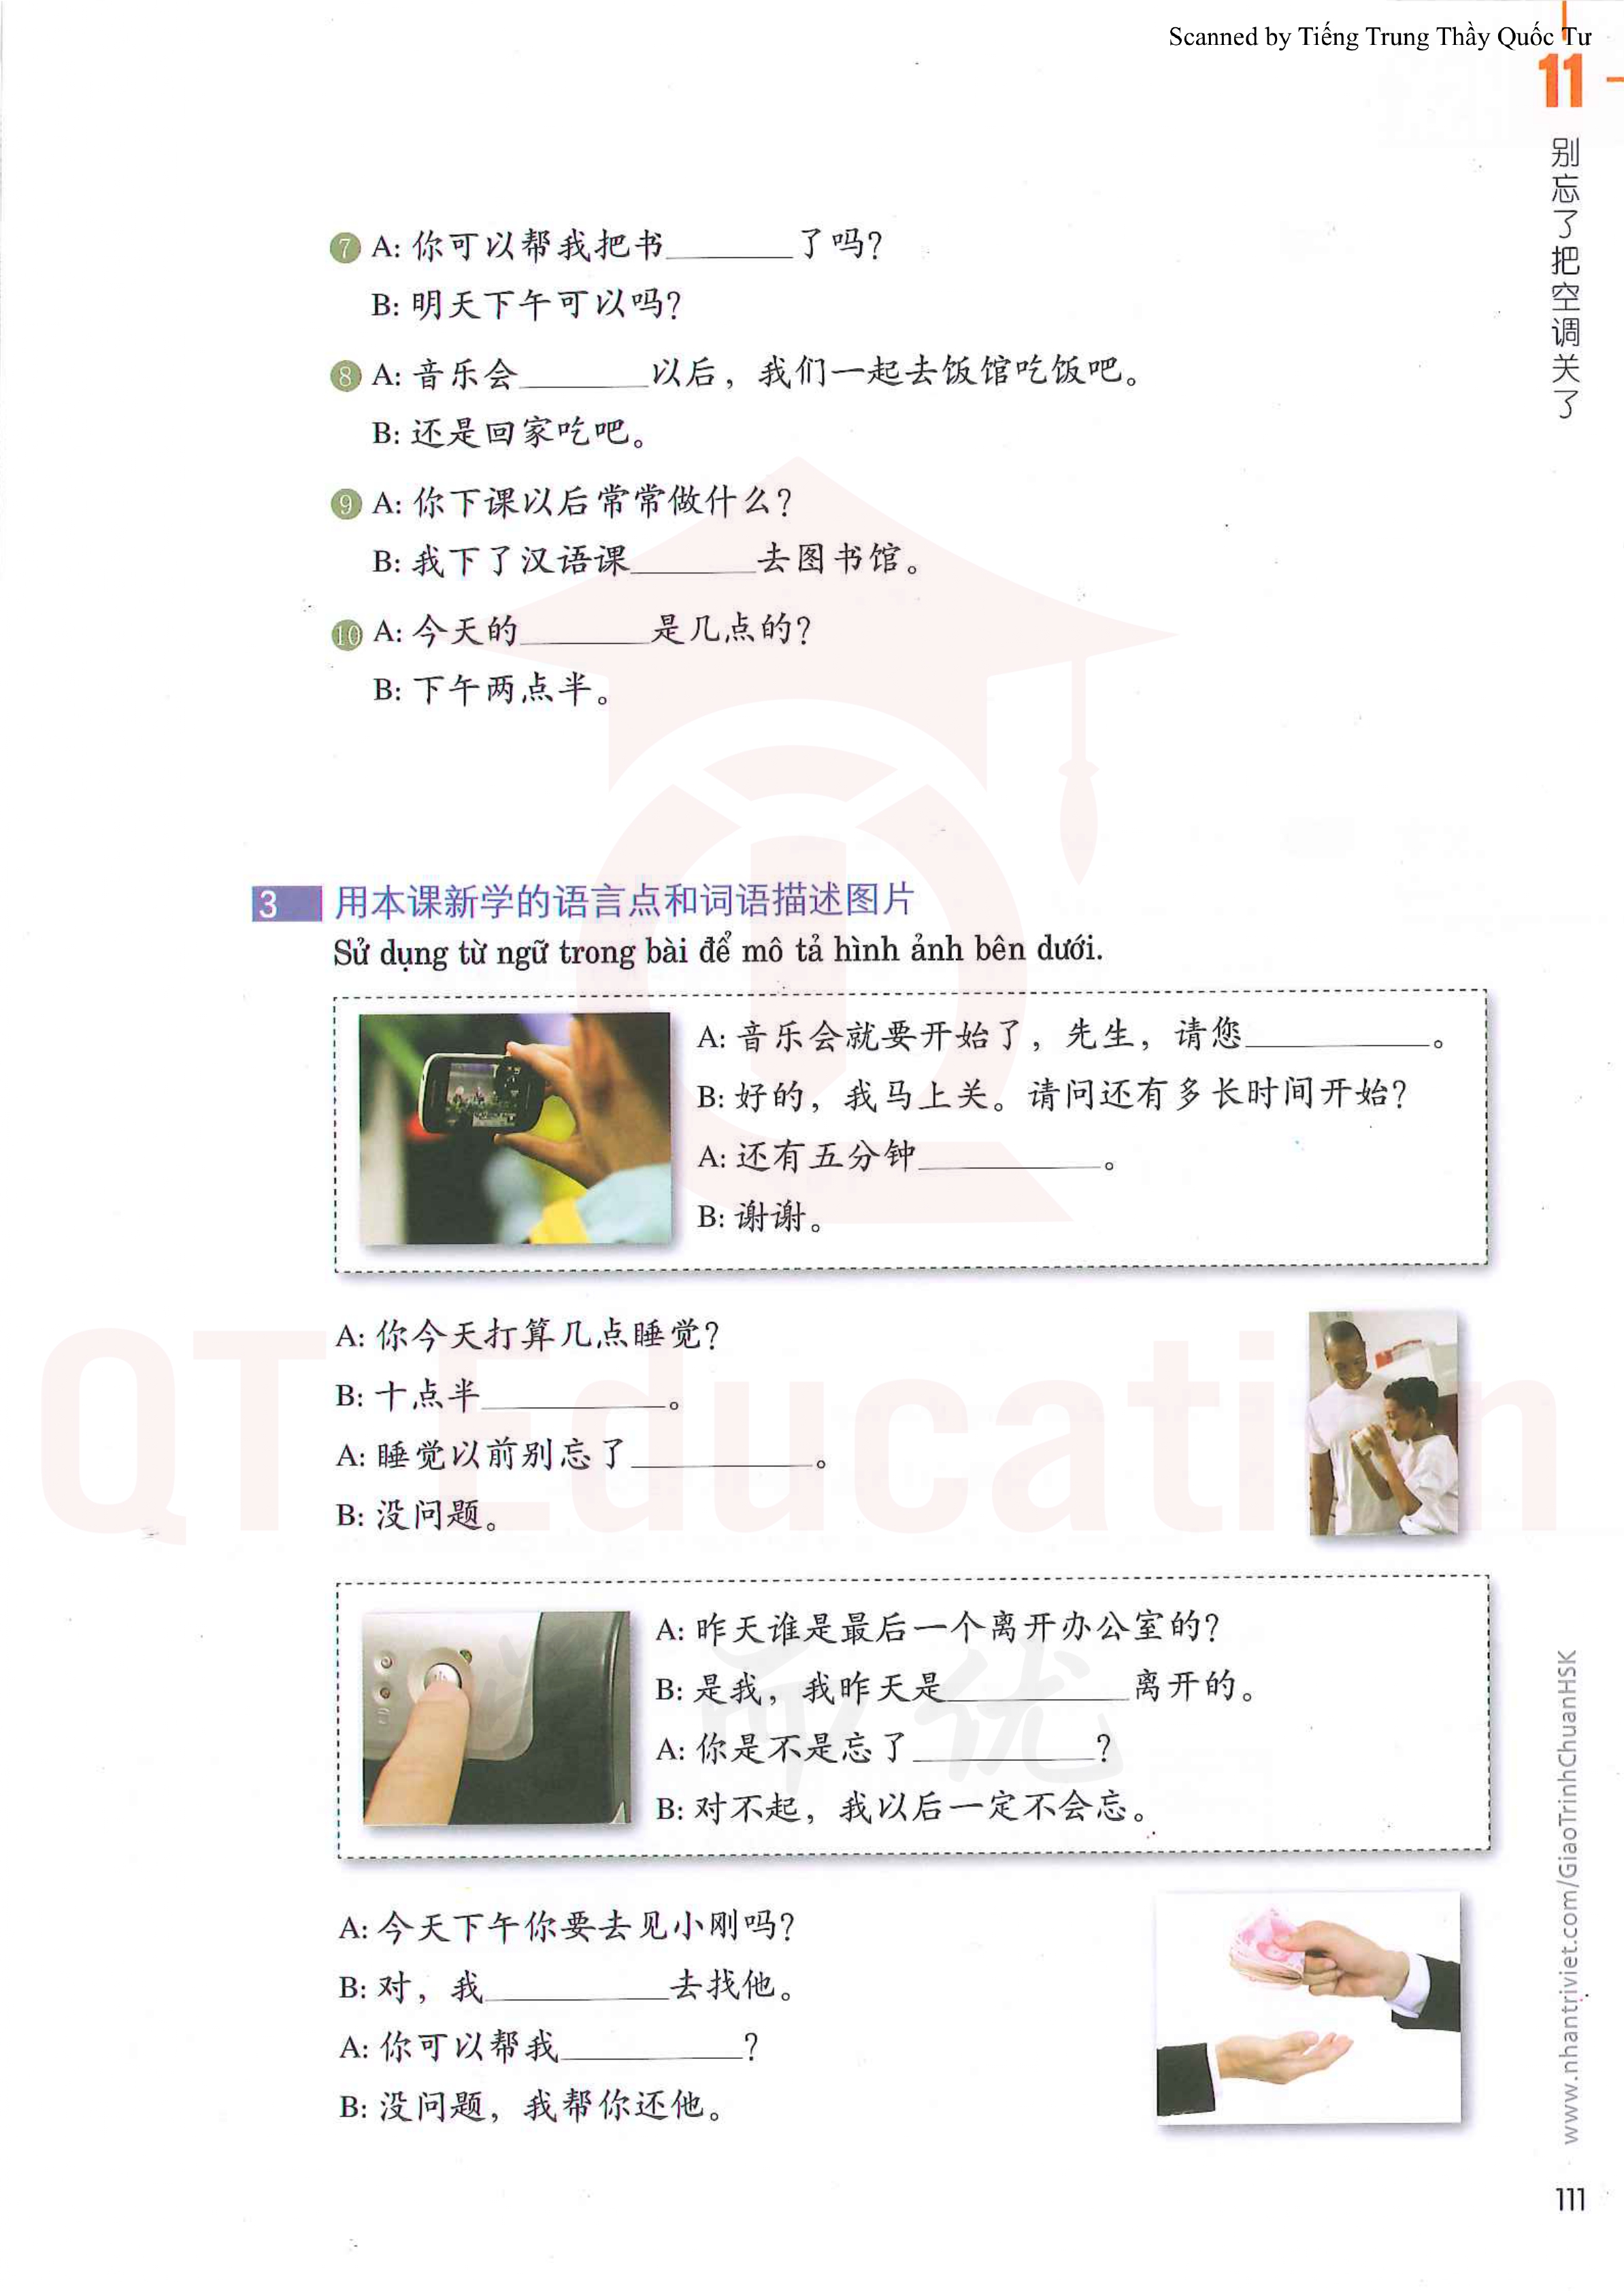 Scanned by Tiếng Trung Thầy Quốc Tư
11
别忘了把空调关了
7 A: 你可以帮我把书______了吗？
B: 明天下午可以吗？
8 A: 音乐会______以后，我们一起去饭馆吃饭吧。
B: 还是回家吃吧。
9 A: 你下课以后常常做什么？
B: 我下了汉语课______去图书馆。
10 A: 今天的______是几点的？
B: 下午两点半。
3 用本课新学的语言点和词语描述图片
Sử dụng từ ngữ trong bài để mô tả hình ảnh bên dưới.
A: 音乐会就要开始了，先生，请您_________。
B: 好的，我马上关。请问还有多长时间开始？
A: 还有五分钟_________。
B: 谢谢。
A: 你今天打算几点睡觉？
B: 十点半_________。
A: 睡觉以前别忘了_________。
B: 没问题。
A: 昨天谁是最后一个离开办公室的？
B: 是我，我昨天是_________离开的。
A: 你是不是忘了_________？
B: 对不起，我以后一定不会忘。
A: 今天下午你要去见小刚吗？
B: 对，我_________去找他。
A: 你可以帮我_________？
B: 没问题，我帮你还他。
QT Education
www.nhantriviet.com/GiaoTrinhChuanHSK
111